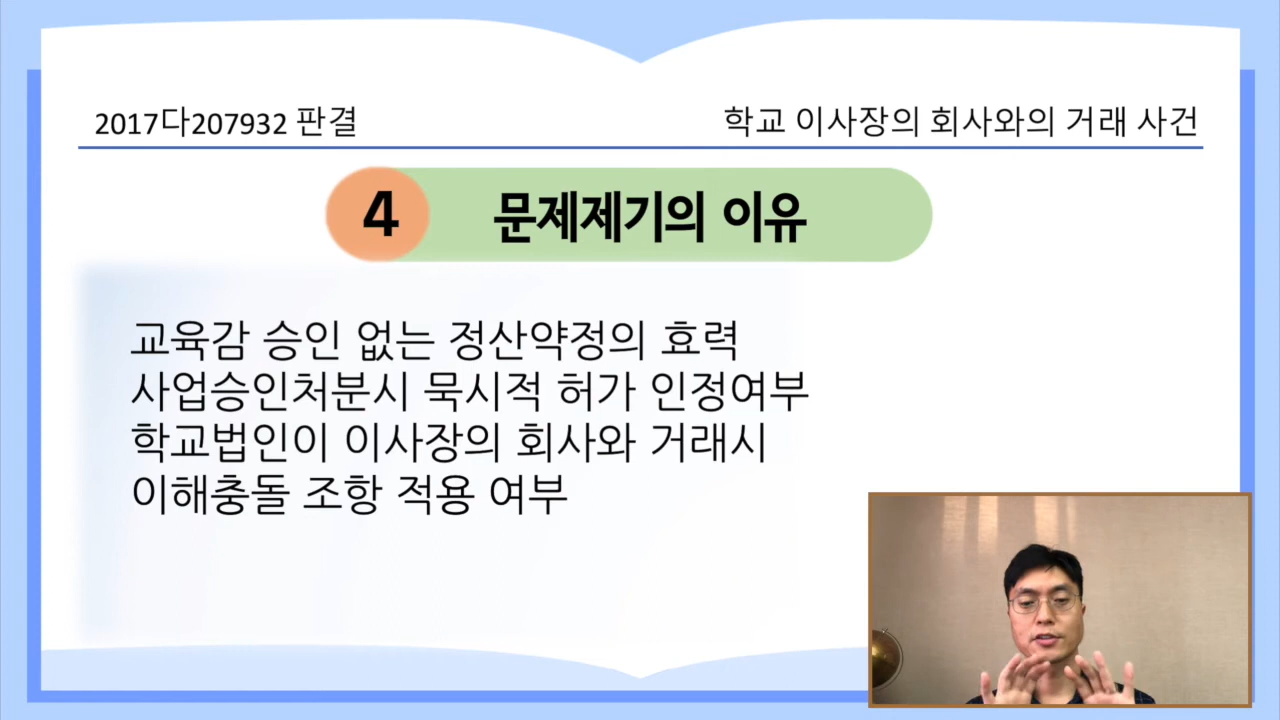 2017다207932 판결
학교 이사장의 회사와의 거래 사건
4 문제제기의 이유
교육감 승인 없는 정산약정의 효력
사업승인처분시 묵시적 허가 인정여부
학교법인이 이사장의 회사와 거래시
이해충돌 조항 적용 여부